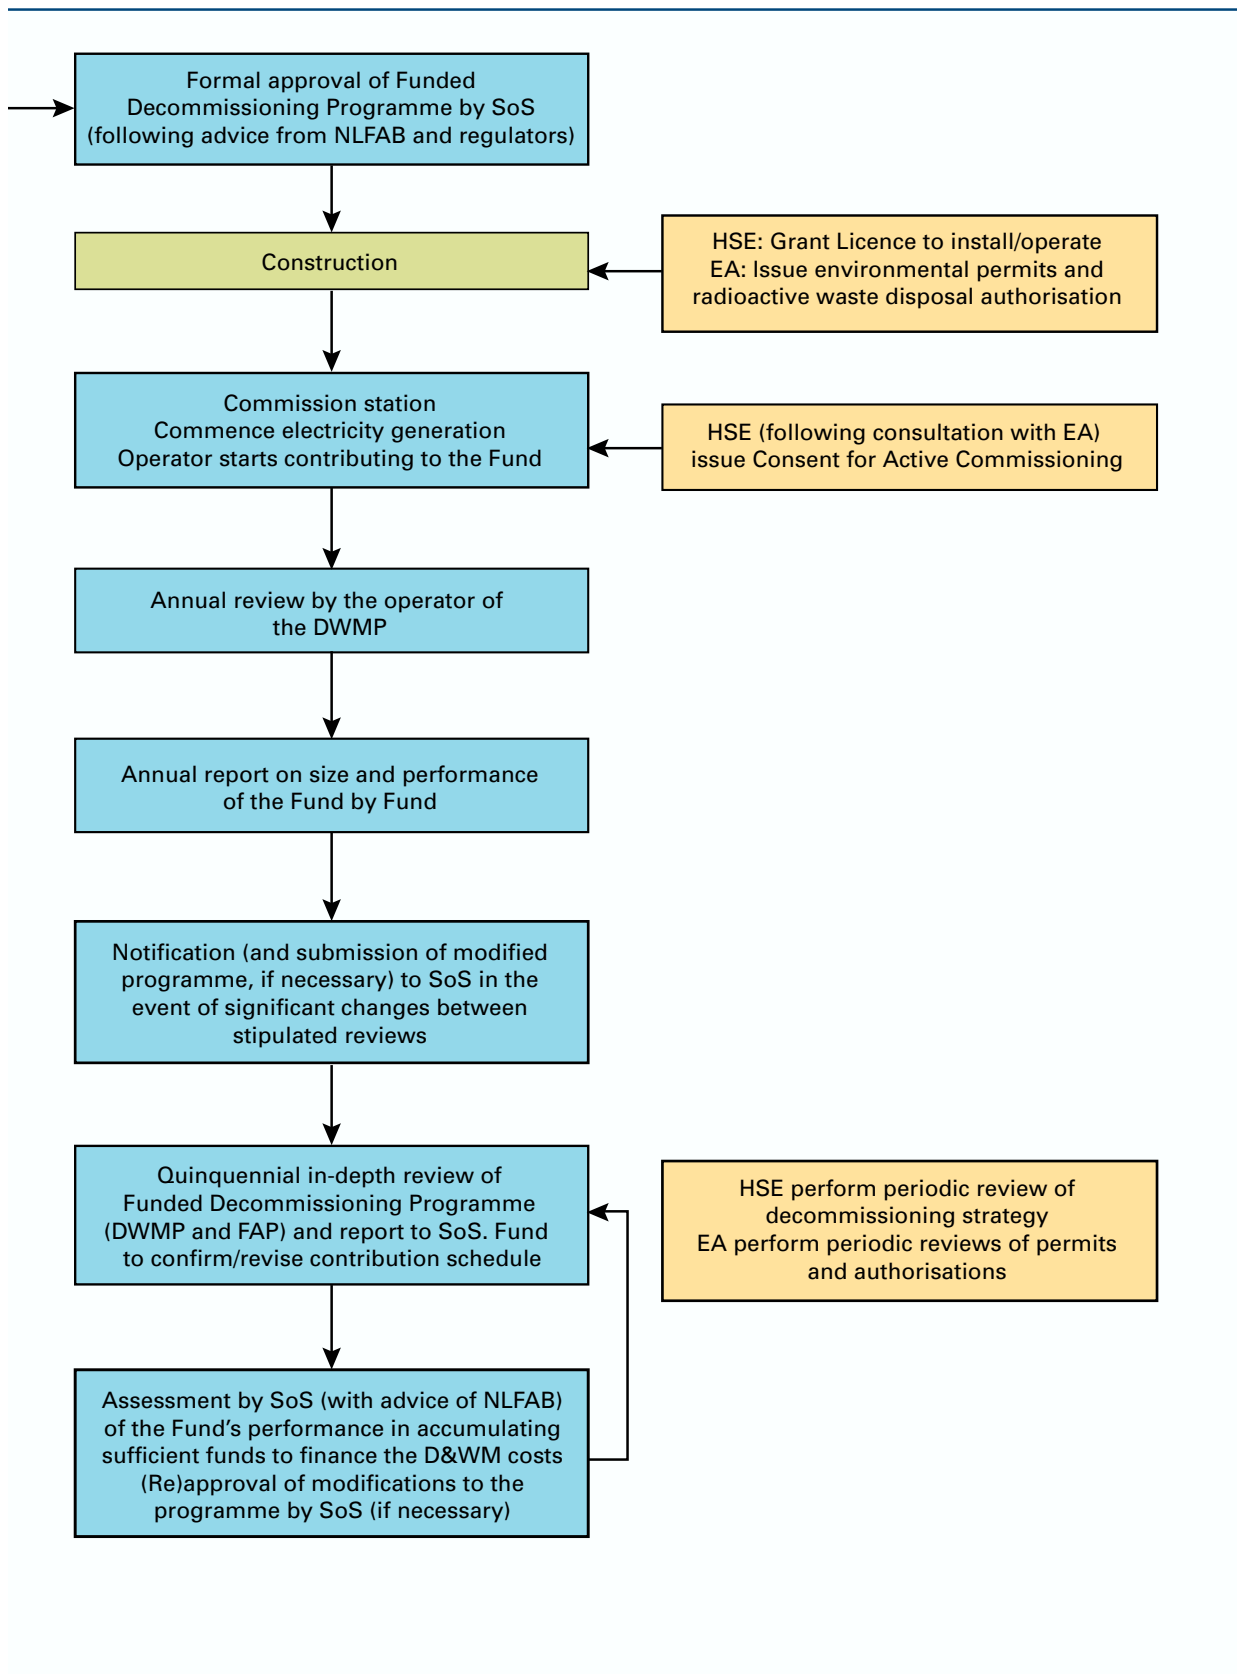 Formal approval of Funded
Decommissioning Programme by SoS
(following advice from NLFAB and regulators)
Construction
HSE: Grant Licence to install/operate
EA: Issue environmental permits and
radioactive waste disposal authorisation
Commission station
Commence electricity generation
Operator starts contributing to the Fund
HSE (following consultation with EA)
issue Consent for Active Commissioning
Annual review by the operator of
the DWMP
Annual report on size and performance
of the Fund by Fund
Notification (and submission of modified
programme, if necessary) to SoS in the
event of significant changes between
stipulated reviews
Quinquennial in-depth review of
Funded Decommissioning Programme
(DWMP and FAP) and report to SoS. Fund
to confirm/revise contribution schedule
HSE perform periodic review of
decommissioning strategy
EA perform periodic reviews of permits
and authorisations
Assessment by SoS (with advice of NLFAB)
of the Fund’s performance in accumulating
sufficient funds to finance the D&WM costs
(Re)approval of modifications to the
programme by SoS (if necessary)